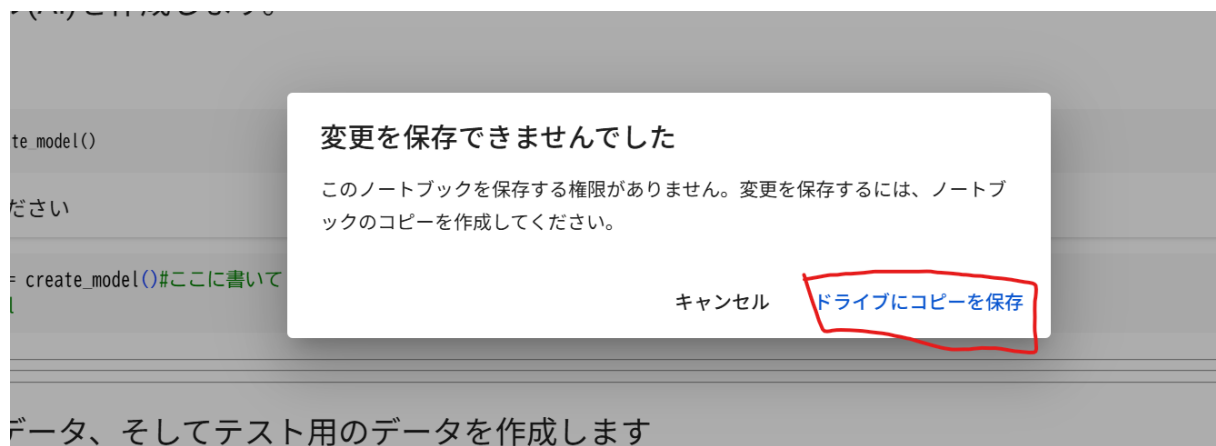 を作成します。
変更を保存できませんでした
te_model()
このノートブックを保存する権限がありません。変更を保存するには、ノートブ
ックのコピーを作成してください。
ださい
= create_model()#ここに書いて
キャンセル ドライブにコピーを保存
データ、そしてテスト用のデータを作成します